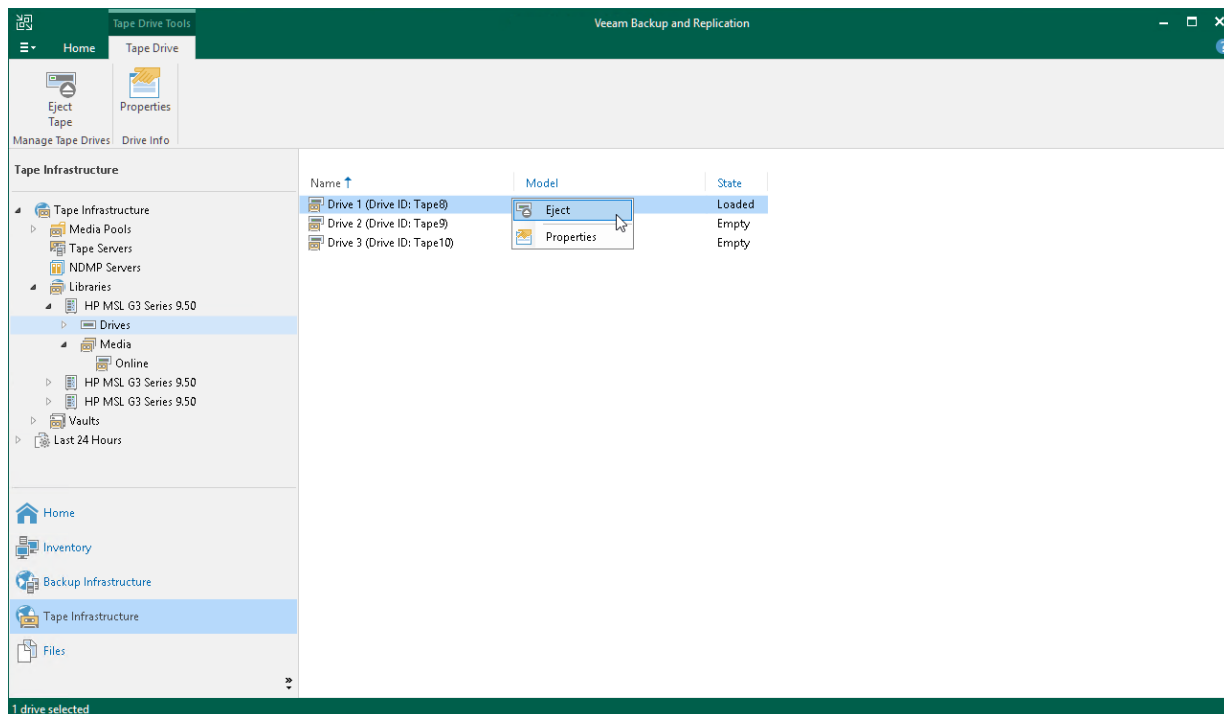 Tape Drive Tools
Veeam Backup and Replication
Home
Tape Drive
Eject
Tape
Properties
Manage Tape Drives
Drive Info
Tape Infrastructure
Tape Infrastructure
Media Pools
Tape Servers
NDMP Servers
Libraries
HP MSL G3 Series 9.50
Drives
Media
Online
HP MSL G3 Series 9.50
HP MSL G3 Series 9.50
Vaults
Last 24 Hours
Home
Inventory
Backup Infrastructure
Tape Infrastructure
Files
Name Model State
Drive 1 (Drive ID: Tape8) Loaded
Drive 2 (Drive ID: Tape9) Empty
Drive 3 (Drive ID: Tape10) Empty
Eject
Properties
1 drive selected